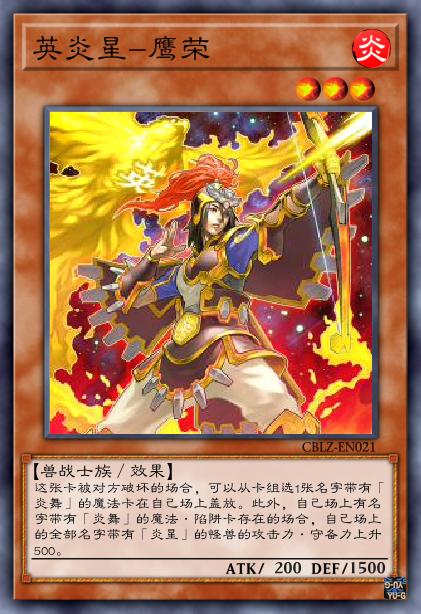 英炎星-鹰荣
炎
英炎
CBLZ-EN021
【兽战士族/效果】
这张卡被对方破坏的场合，可以从卡组选1张名字带有「
炎舞」的魔法卡在自己场上盖放。此外，自己场上有名
字带有「炎舞」的魔法·陷阱卡存在的场合，自己场上
的全部名字带有「炎星」的怪兽的攻击力·守备力上升
500。
ATK/ 200 DEF/1500